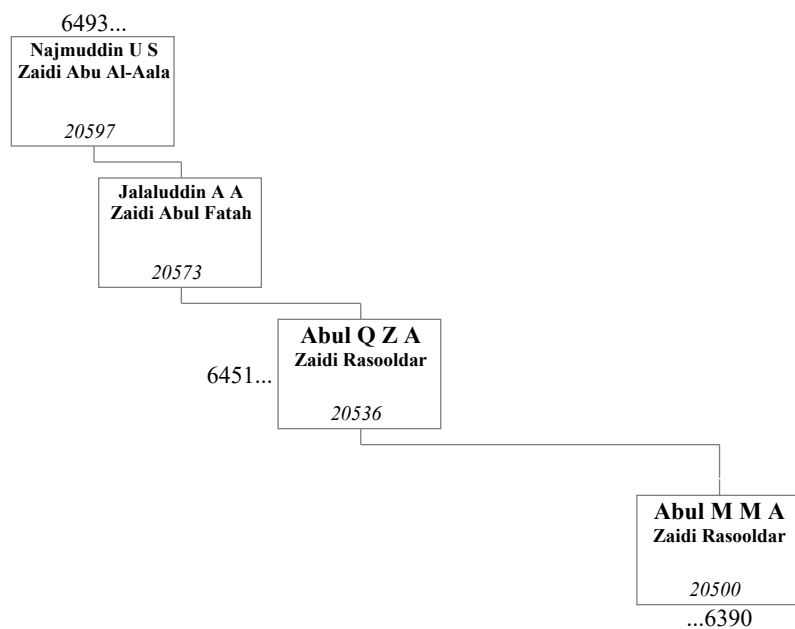 6493...
Najmuddin U S
Zaidi Abu Al-Aala
20597
Jalaluddin A A
Zaidi Abul Fatah
20573
Abul Q Z A
Zaidi Rasooldar
6451...
20536
Abul M M A
Zaidi Rasooldar
20500
...6390